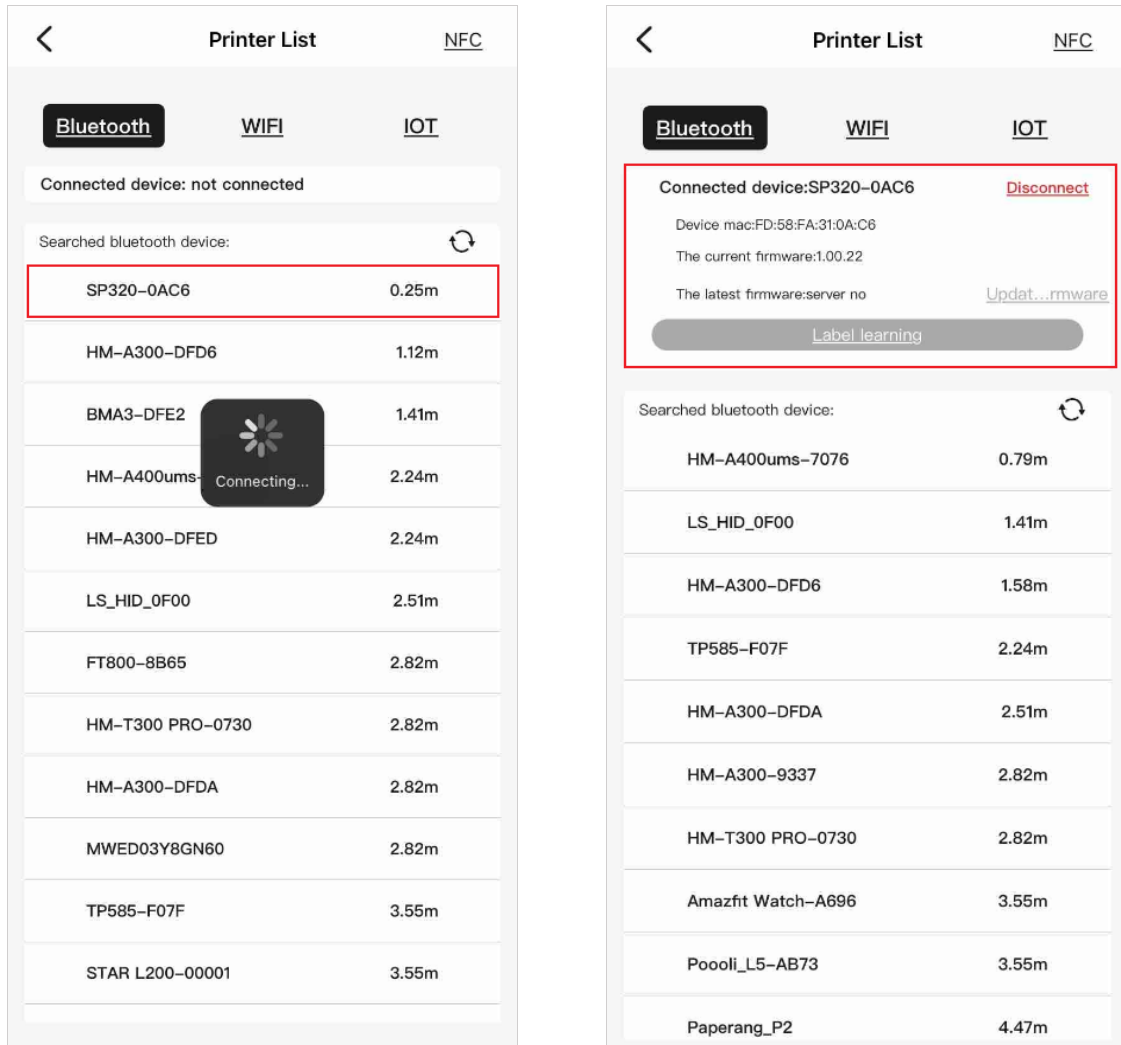 Printer List NFC
Bluetooth WIFI IOT
Connected device: not connected
Searched bluetooth device:
SP320-0AC6 0.25m
HM-A300-DFD6 1.12m
BMA3-DFE2 1.41m
HM-A400ums- 2.24m
Connecting...
HM-A300-DFED 2.24m
LS_HID_0F00 2.51m
FT800-8B65 2.82m
HM-T300 PRO-0730 2.82m
HM-A300-DFDA 2.82m
MWED03Y8GN60 2.82m
TP585-F07F 3.55m
STAR L200-00001 3.55m
Printer List NFC
Bluetooth WIFI IOT
Connected device:SP320-0AC6 Disconnect
Device mac:FD:58:FA:31:0A:C6
The current firmware:1.00.22
The latest firmware:server no Updat...rmware
Label learning
Searched bluetooth device:
HM-A400ums-7076 0.79m
LS_HID_0F00 1.41m
HM-A300-DFD6 1.58m
TP585-F07F 2.24m
HM-A300-DFDA 2.51m
HM-A300-9337 2.82m
HM-T300 PRO-0730 2.82m
Amazfit Watch-A696 3.55m
Poooli_L5-AB73 3.55m
Paperang_P2 4.47m